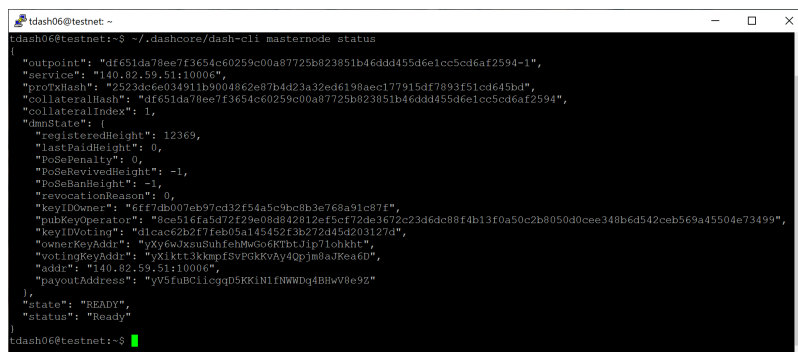 tdash06@testnet: ~
tdash06@testnet:~$ ~/.dashcore/dash-cli masternode status
{
  "outpoint": "df651da78ee7f3654c60259c00a87725b823851b46ddd455d6e1cc5cd6af2594-1",
  "service": "140.82.59.51:10006",
  "proTxHash": "2523dc6e034911b9004862e87b4d23a32ed6198aec177915df7893f51cd645bd",
  "collateralHash": "df651da78ee7f3654c60259c00a87725b823851b46ddd455d6e1cc5cd6af2594",
  "collateralIndex": 1,
  "dmnState": {
    "registeredHeight": 12369,
    "lastPaidHeight": 0,
    "PoSePenalty": 0,
    "PoSeRevivedHeight": -1,
    "PoSeBanHeight": -1,
    "revocationReason": 0,
    "keyIDOwner": "6ff7db007eb97cd32f54a5c9bc8b3e768a91c87f",
    "pubKeyOperator": "8ce516fa5d72f29e08d842812ef5cf72de3672c23d6dc88f4b13f0a50c2b8050d0cee348b6d542ceb569a45504e73499",
    "keyIDVoting": "d1cac62b2f7feb05a145452f3b272d45d203127d",
    "ownerKeyAddr": "yXy6wJxsuSuhfehMwGo6KTbtJip71ohkht",
    "votingKeyAddr": "yXiktt3kkmpfSvPGkKvAy4Qpjm8aJKea6D",
    "addr": "140.82.59.51:10006",
    "payoutAddress": "yV5fuBCiicgqD5KKiN1fNWWDq4BHwV8e9Z"
  },
  "state": "READY",
  "status": "Ready"
}
tdash06@testnet:~$